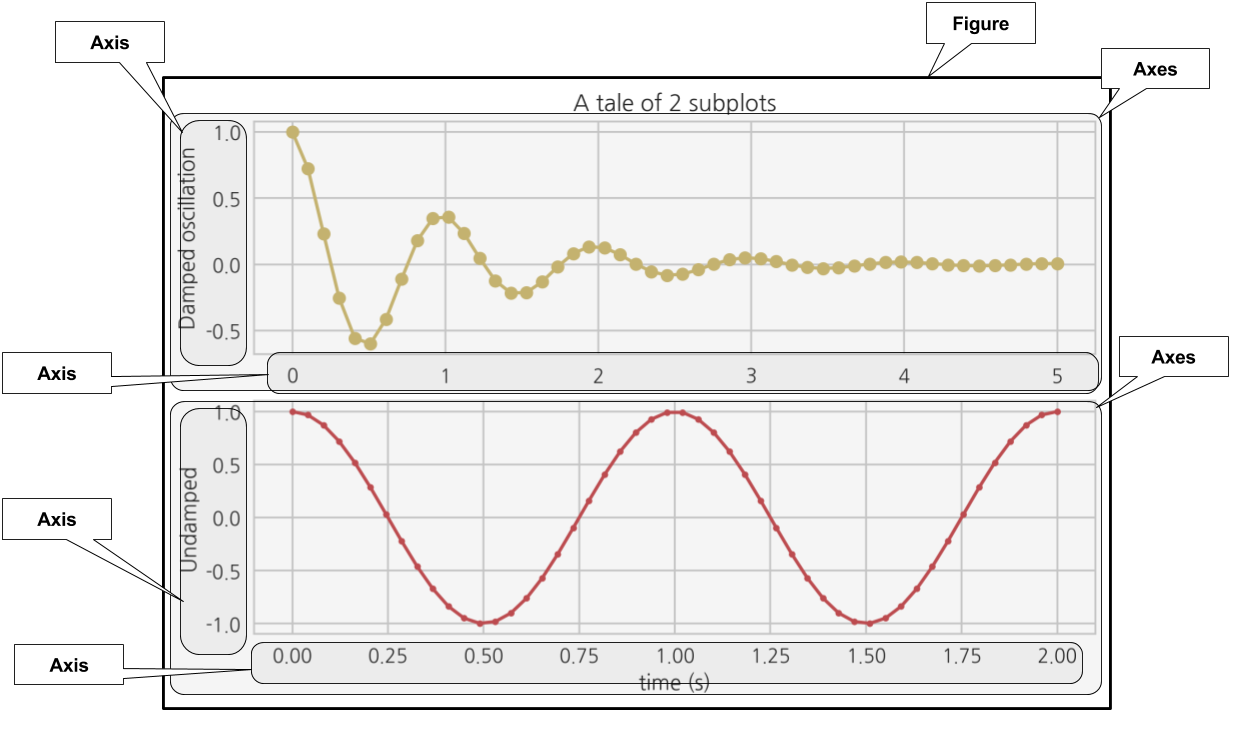 Figure
Axis
Axes
A tale of 2 subplots
Damped oscillation
1.0
0.5
0.0
-0.5
Axis
0 1 2 3 4 5
Axes
Undamped
1.0
0.5
0.0
-0.5
-1.0
Axis
Axis
0.00 0.25 0.50 0.75 1.00 1.25 1.50 1.75 2.00
time (s)